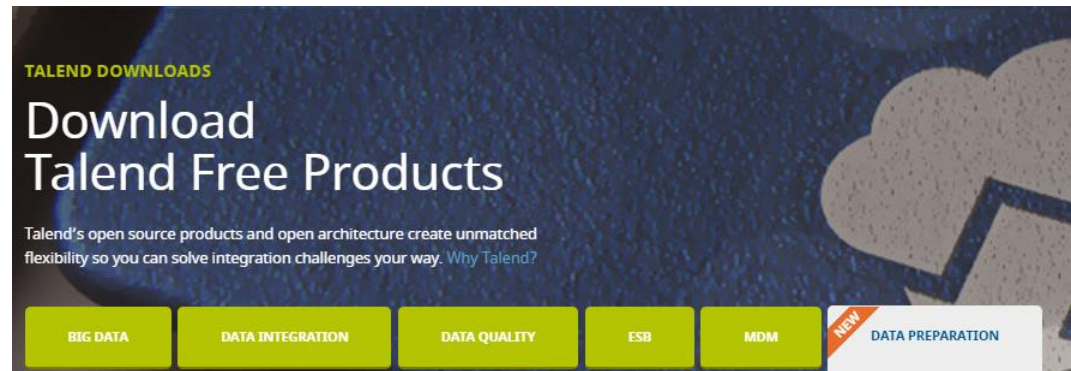 TALEND DOWNLOADS
Download
Talend Free Products
Talend's open source products and open architecture create unmatched
flexibility so you can solve integration challenges your way. Why Talend?
BIG DATA
DATA INTEGRATION
DATA QUALITY
ESB
MDM
NEW
DATA PREPARATION